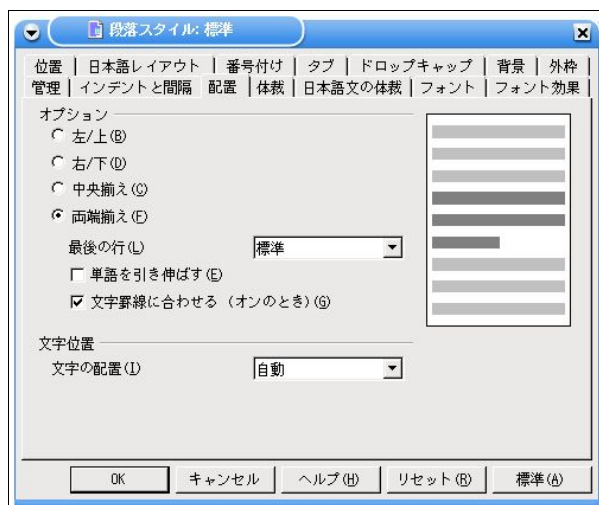 段落スタイル: 標準
位置 日本語レイアウト 番号付け タブ ドロップキャップ 背景 外枠
管理 インデントと間隔 配置 体裁 日本語文の体裁 フォント フォント効果
オプション
左/上(B)
右/下(D)
中央揃え(C)
両端揃え(F)
最後の行(L) 標準
単語を引き伸ばす(E)
文字罫線に合わせる (オンのとき)(G)
文字位置
文字の配置(I) 自動
OK キャンセル ヘルプ(H) リセット(R) 標準(A)